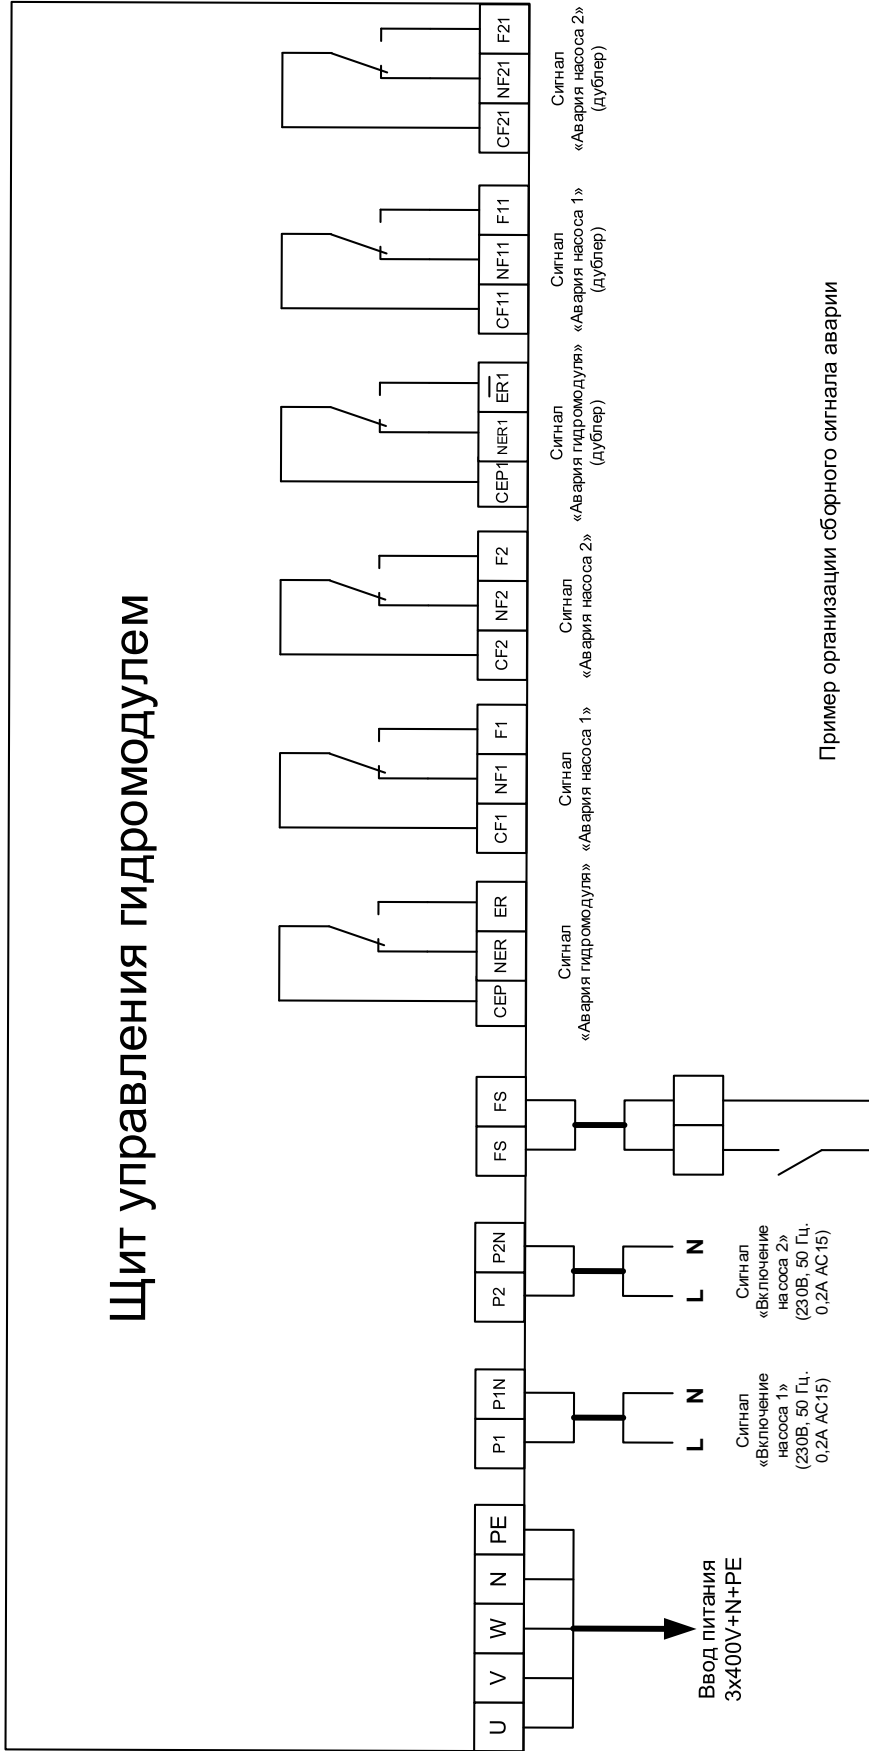 Щит управления гидромодулем
U
V
W
N
PE
P1
P1N
P2
P2N
FS
FS
CEP
NER
ER
CF1
NF1
F1
CF2
NF2
F2
CEP1
NER1
ER1
CF11
NF11
F11
CF21
NF21
F21
Ввод питания
3х400V+N+PE
L
N
Сигнал
«Включение
насоса 1»
(230В, 50 Гц.
0,2А АС15)
L
N
Сигнал
«Включение
насоса 2»
(230В, 50 Гц.
0,2А АС15)
Сигнал
«Авария гидромодуля»
Сигнал
«Авария насоса 1»
Сигнал
«Авария насоса 2»
Сигнал
«Авария гидромодуля»
(дублер)
Сигнал
«Авария насоса 1»
(дублер)
Сигнал
«Авария насоса 2»
(дублер)
Пример организации сборного сигнала аварии